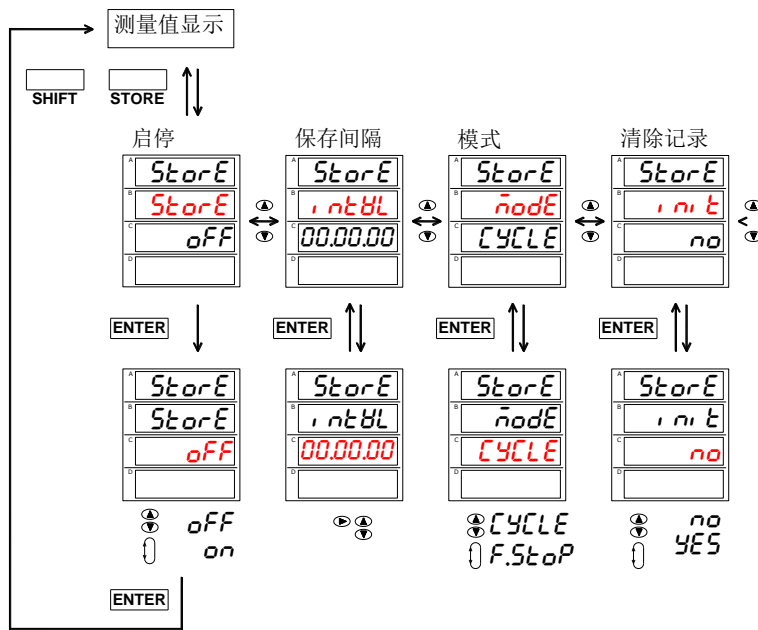 测量值显示
SHIFT STORE
启停 保存间隔 模式 清除记录
A StorE A StorE A StorE A StorE
B StorE B intVL B modE B init
C oFF C 00.00.00 C CYCLE C no
D D D D
ENTER ENTER ENTER ENTER
A StorE A StorE A StorE A StorE
B StorE B intVL B modE B init
C oFF C 00.00.00 C CYCLE C no
D D D D
oFF CYCLE no
on F.StoP YES
ENTER